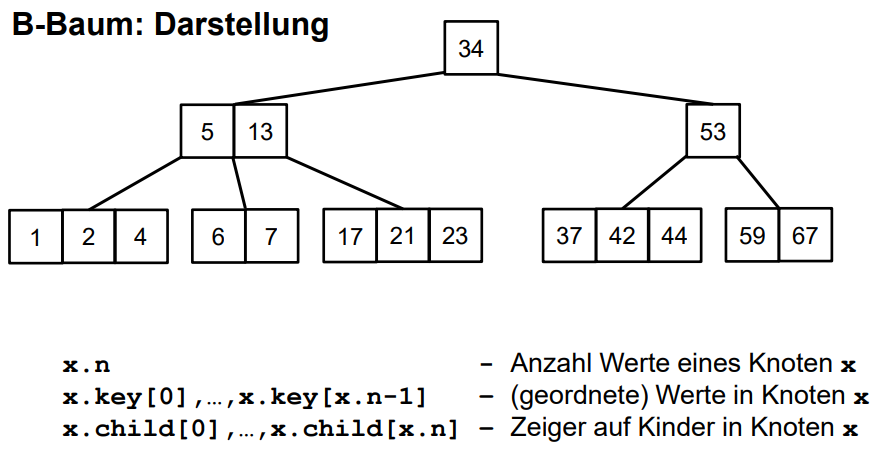 B-Baum: Darstellung
34
5 13
53
1 2 4
6 7
17 21 23
37 42 44
59 67
x.n – Anzahl Werte eines Knoten x
x.key[0],…,x.key[x.n-1] – (geordnete) Werte in Knoten x
x.child[0],…,x.child[x.n] – Zeiger auf Kinder in Knoten x